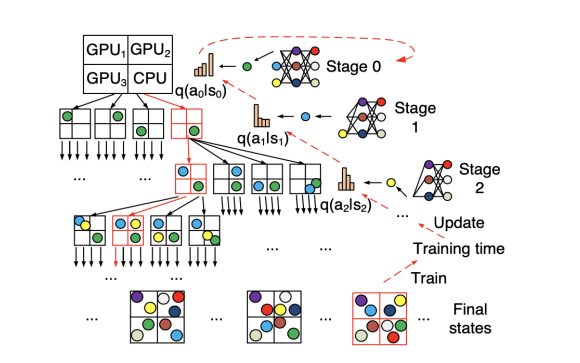 GPU1 GPU2
GPU3 CPU
q(a0|s0)
Stage 0
q(a1|s1)
Stage
1
q(a2|s2)
Stage
2
...
...
...
Update
...
...
Training time
...
...
Train
...
...
...
Final
states